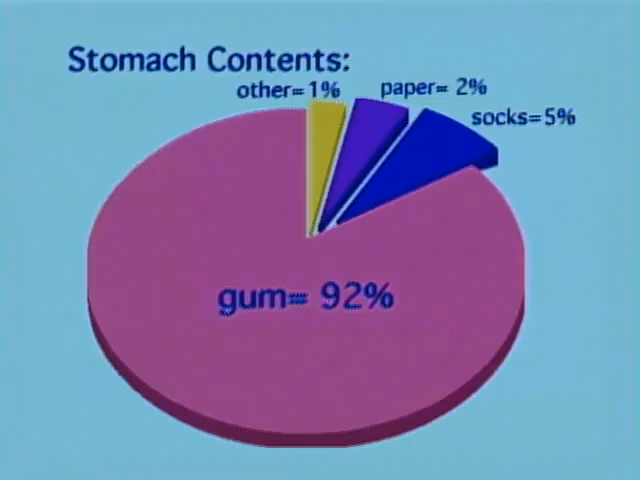 Stomach Contents:
other= 1%
paper= 2%
socks=5%
gum= 92%